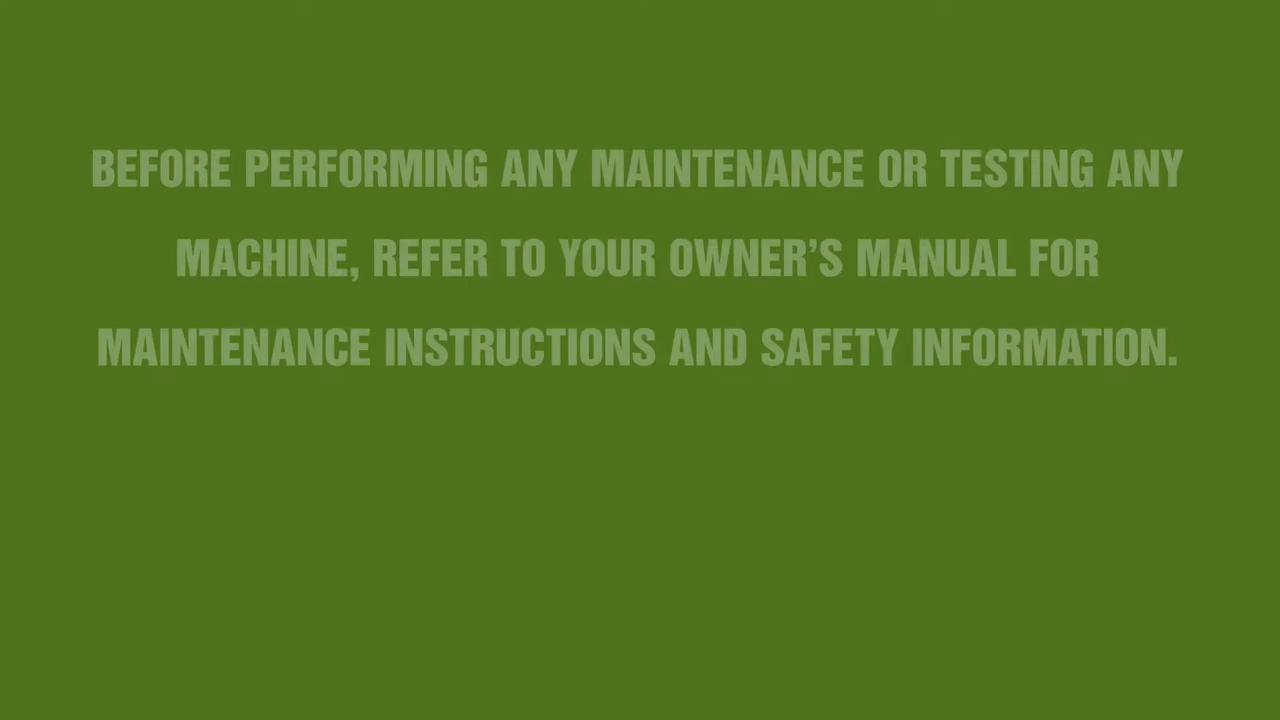 BEFORE PERFORMING ANY MAINTENANCE OR TESTING ANY
MACHINE, REFER TO YOUR OWNER’S MANUAL FOR
MAINTENANCE INSTRUCTIONS AND SAFETY INFORMATION.